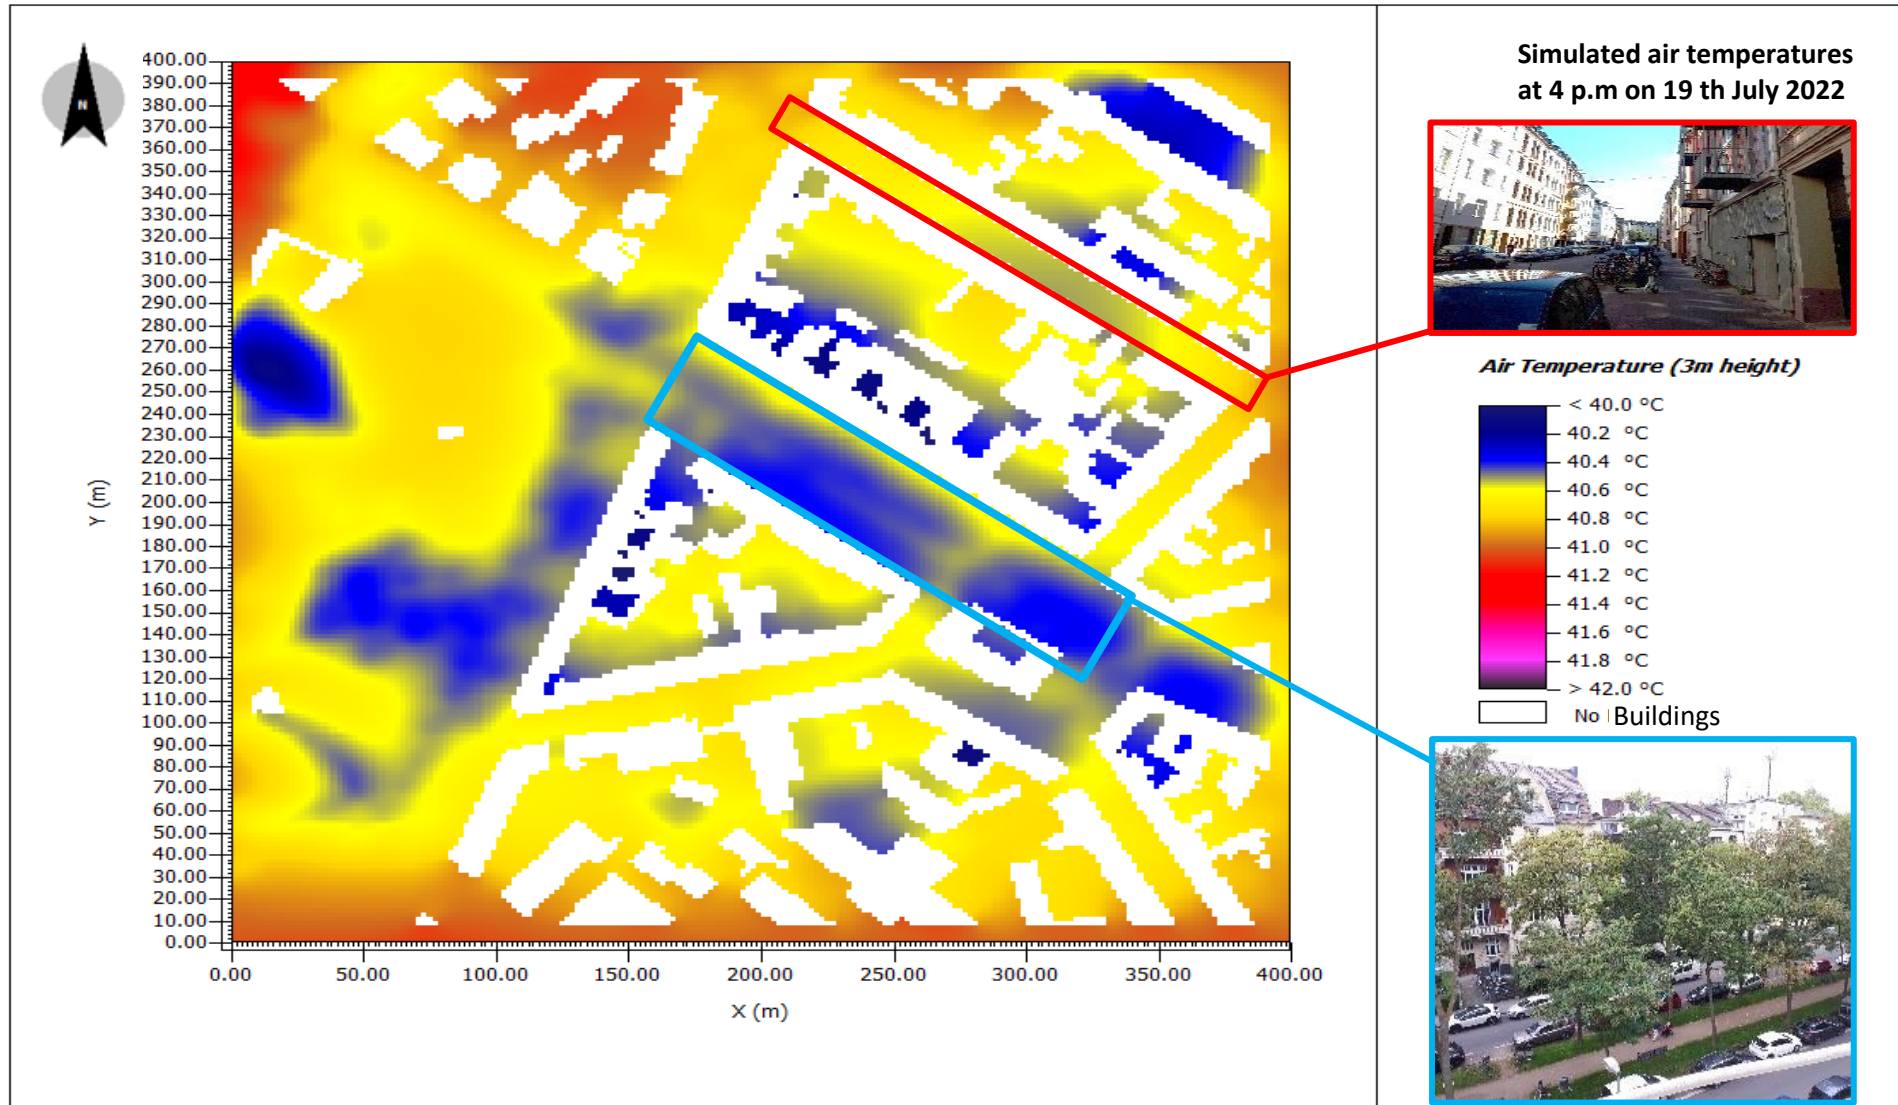 N
400.00
390.00
380.00
370.00
360.00
350.00
340.00
330.00
320.00
310.00
300.00
290.00
280.00
270.00
260.00
250.00
240.00
230.00
220.00
210.00
200.00
190.00
180.00
170.00
160.00
150.00
140.00
130.00
120.00
110.00
100.00
90.00
80.00
70.00
60.00
50.00
40.00
30.00
20.00
10.00
0.00
Y (m)
0.00 50.00 100.00 150.00 200.00 250.00 300.00 350.00 400.00
X (m)
Simulated air temperatures
at 4 p.m on 19 th July 2022
Air Temperature (3m height)
< 40.0 °C
40.2 °C
40.4 °C
40.6 °C
40.8 °C
41.0 °C
41.2 °C
41.4 °C
41.6 °C
41.8 °C
> 42.0 °C
No Buildings